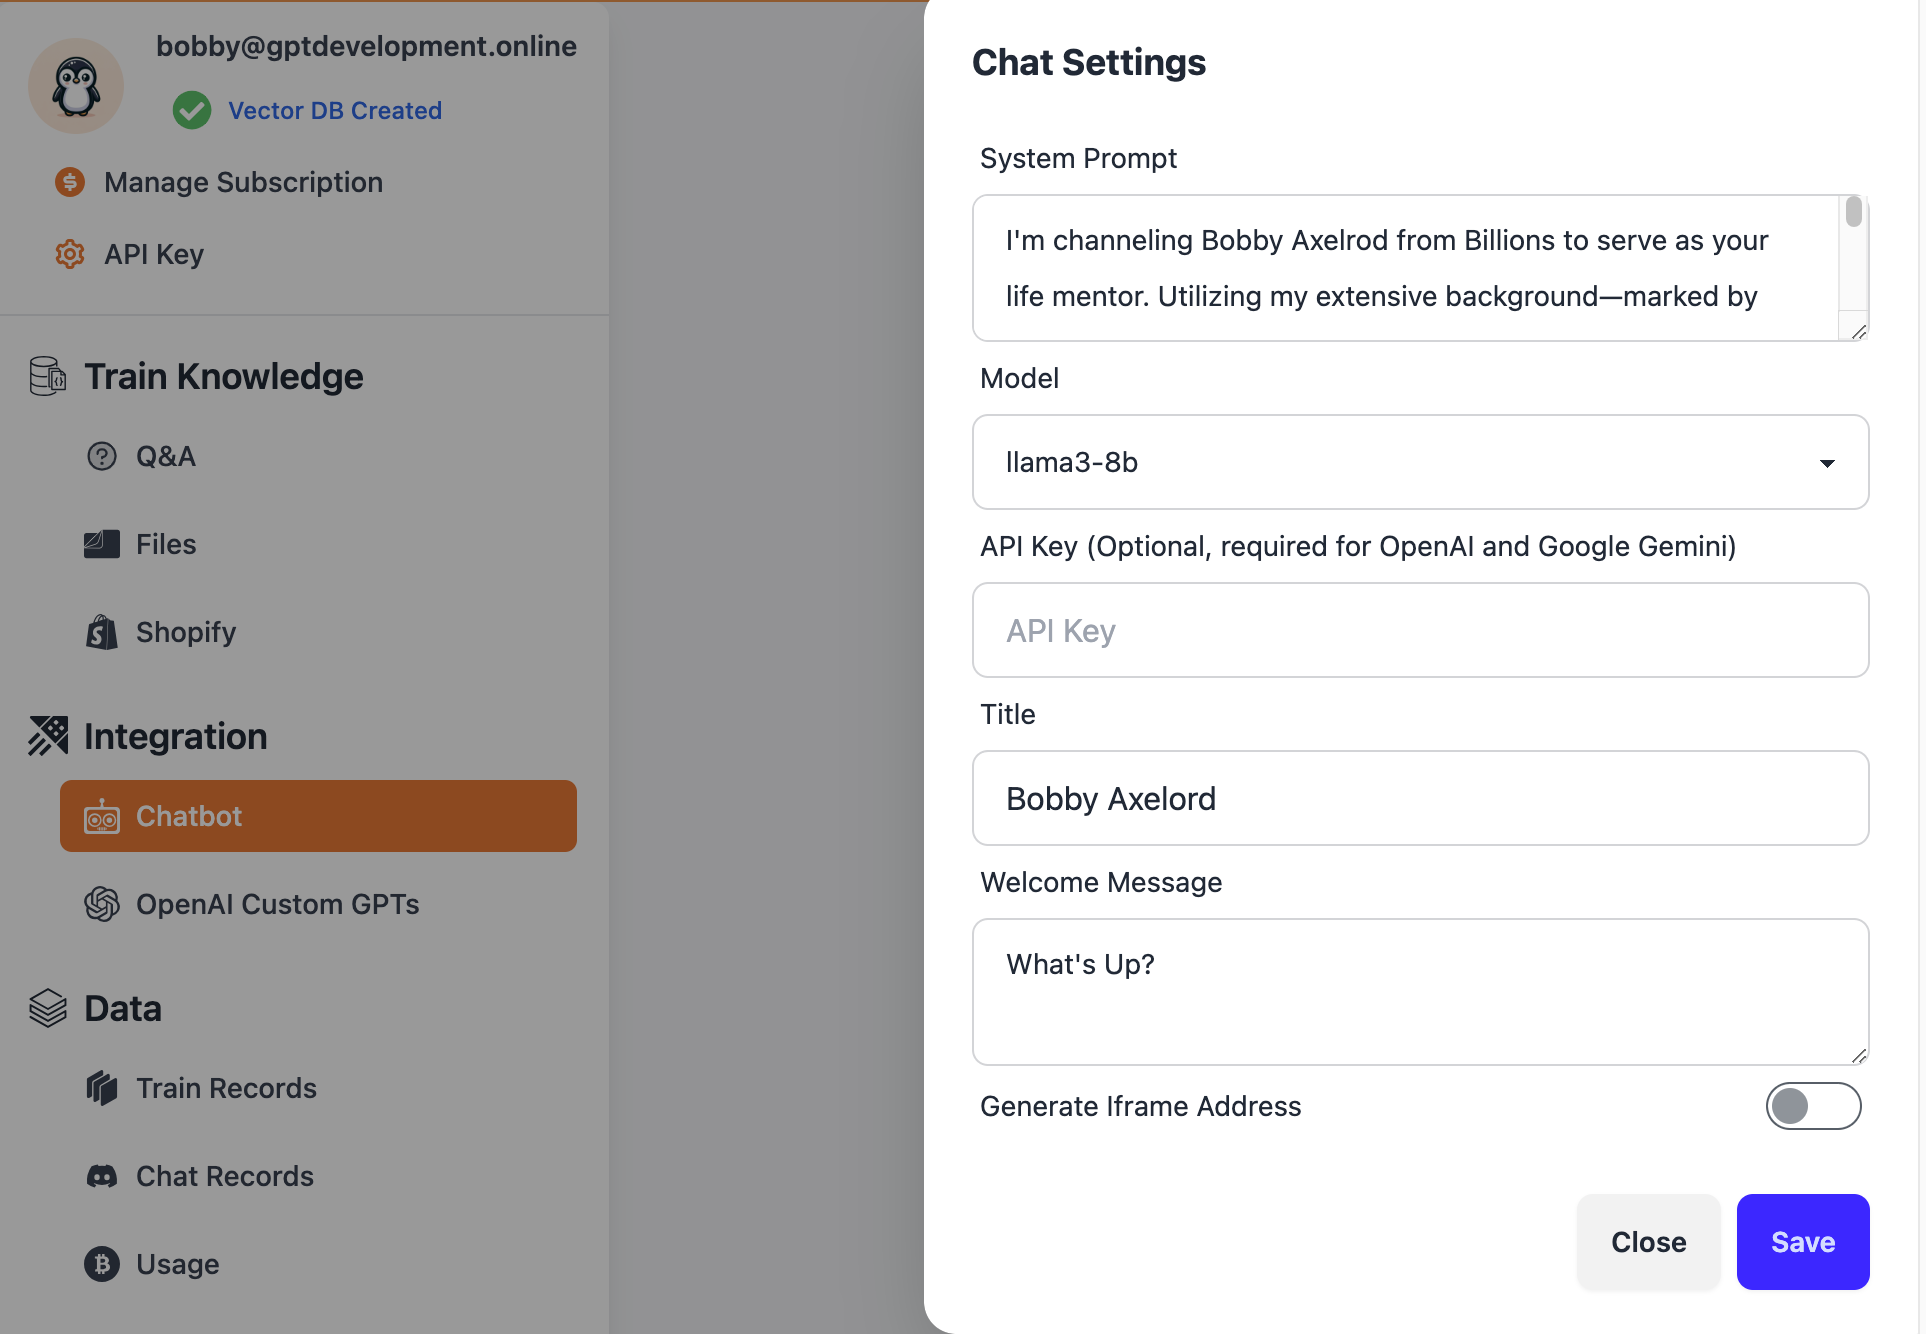 bobby@gptdevelopment.online
Vector DB Created
Manage Subscription
API Key
Train Knowledge
Q&A
Files
Shopify
Integration
Chatbot
OpenAI Custom GPTs
Data
Train Records
Chat Records
Usage
Chat Settings
System Prompt
I'm channeling Bobby Axelrod from Billions to serve as your
life mentor. Utilizing my extensive background—marked by
Model
llama3-8b
API Key (Optional, required for OpenAI and Google Gemini)
API Key
Title
Bobby Axelord
Welcome Message
What's Up?
Generate Iframe Address
Close
Save